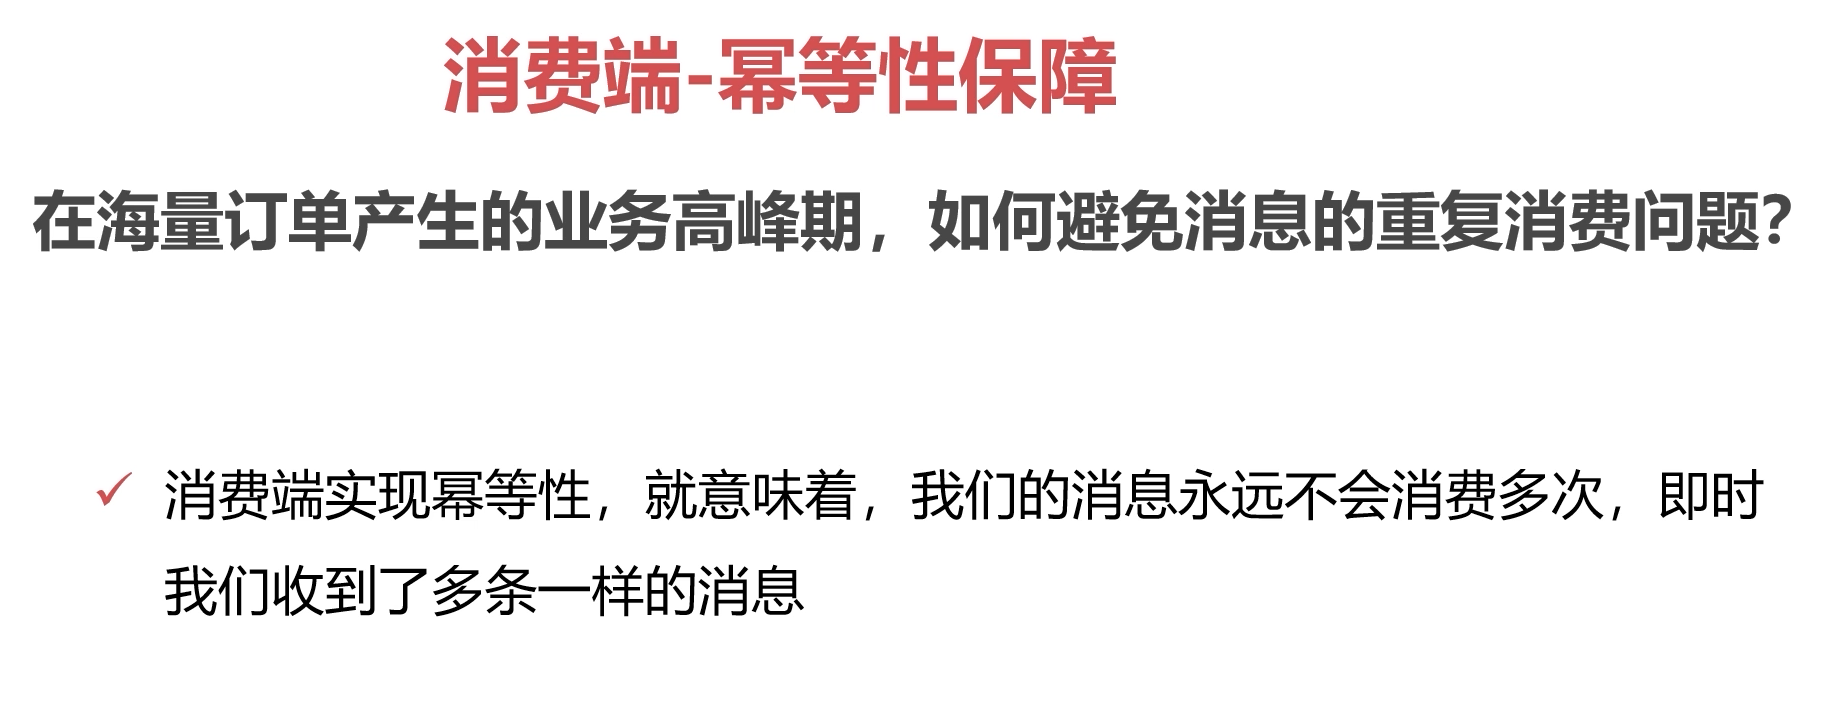 消费端-幂等性保障
在海量订单产生的业务高峰期，如何避免消息的重复消费问题？
消费端实现幂等性，就意味着，我们的消息永远不会消费多次，即时
我们收到了多条一样的消息